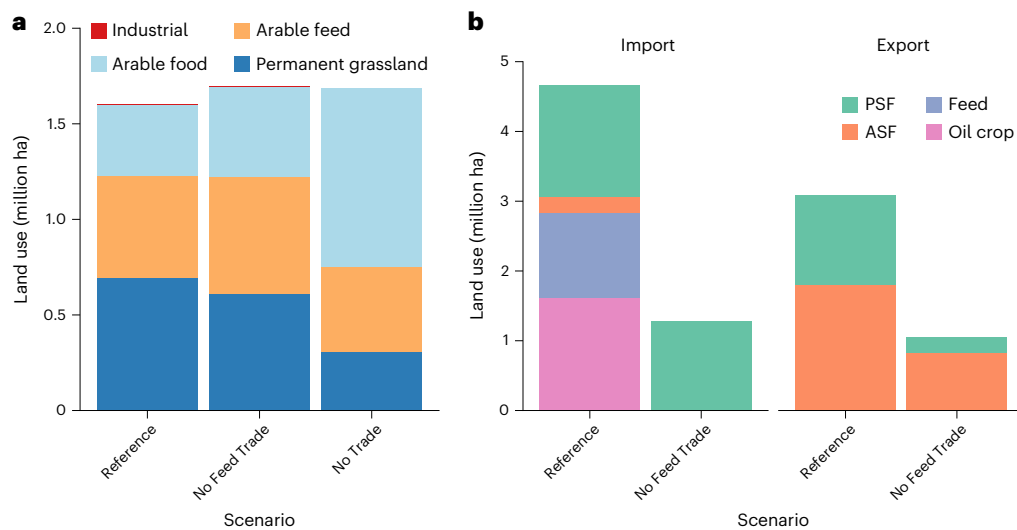 a
2.0
1.5
1.0
0.5
0
Land use (million ha)
Industrial
Arable feed
Arable food
Permanent grassland
Reference
No Feed Trade
No Trade
Scenario
b
Import
Export
5
4
3
2
1
0
Land use (million ha)
PSF
Feed
ASF
Oil crop
Reference
No Feed Trade
Reference
No Feed Trade
Scenario